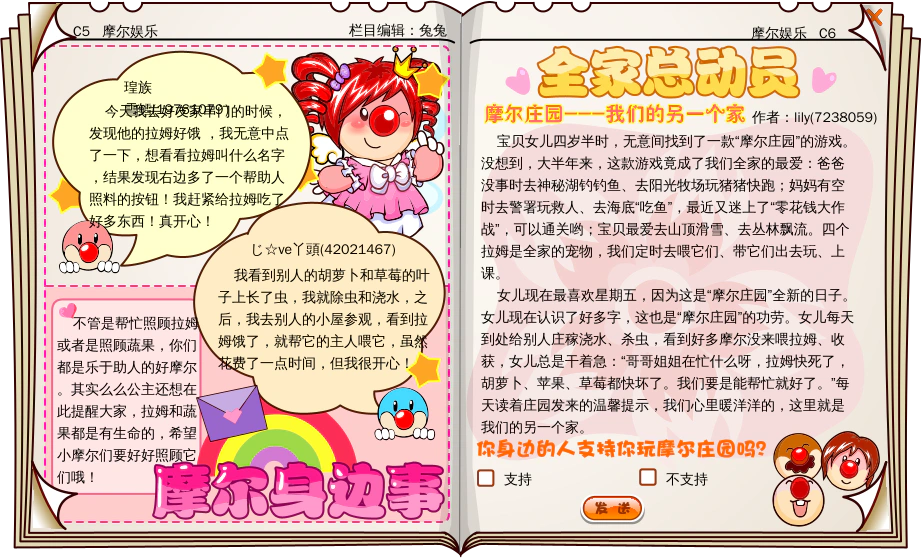 C5 摩尔娱乐
栏目编辑：兔兔
瑝族
今天我去好友家串门的时候，
发现他的拉姆好饿 ，我无意中点
了一下，想看看拉姆叫什么名字
，结果发现右边多了一个帮助人
照料的按钮！我赶紧给拉姆吃了
好多东西！真开心！
じ☆ve丫頭(42021467)
我看到别人的胡萝卜和草莓的叶
子上长了虫，我就除虫和浇水，之
后，我去别人的小屋参观，看到拉
姆饿了，就帮它的主人喂它，虽然
花费了一点时间，但我很开心！
不管是帮忙照顾拉姆
或者是照顾蔬果，你们
都是乐于助人的好摩尔
。其实么么公主还想在
此提醒大家，拉姆和蔬
果都是有生命的，希望
小摩尔们要好好照顾它
们哦！
摩尔身边事
摩尔娱乐 C6
全家总动员
摩尔庄园---我们的另一个家 作者：lily(7238059)
宝贝女儿四岁半时，无意间找到了一款“摩尔庄园”的游戏。
没想到，大半年来，这款游戏竟成了我们全家的最爱：爸爸
没事时去神秘湖钓钓鱼、去阳光牧场玩猪猪快跑；妈妈有空
时去警署玩救人、去海底“吃鱼”，最近又迷上了“零花钱大作
战”，可以通关哟；宝贝最爱去山顶滑雪、去丛林飘流。四个
拉姆是全家的宠物，我们定时去喂它们、带它们出去玩、上
课。
女儿现在最喜欢星期五，因为这是“摩尔庄园”全新的日子。
女儿现在认识了好多字，这也是“摩尔庄园”的功劳。女儿每天
到处给别人庄稼浇水、杀虫，看到好多摩尔没来喂拉姆、收
获，女儿总是干着急：“哥哥姐姐在忙什么呀，拉姆快死了，
胡萝卜、苹果、草莓都快坏了。我们要是能帮忙就好了。”每
天读着庄园发来的温馨提示，我们心里暖洋洋的，这里就是
我们的另一个家。
你身边的人支持你玩摩尔庄园吗?
支持
不支持
发 送